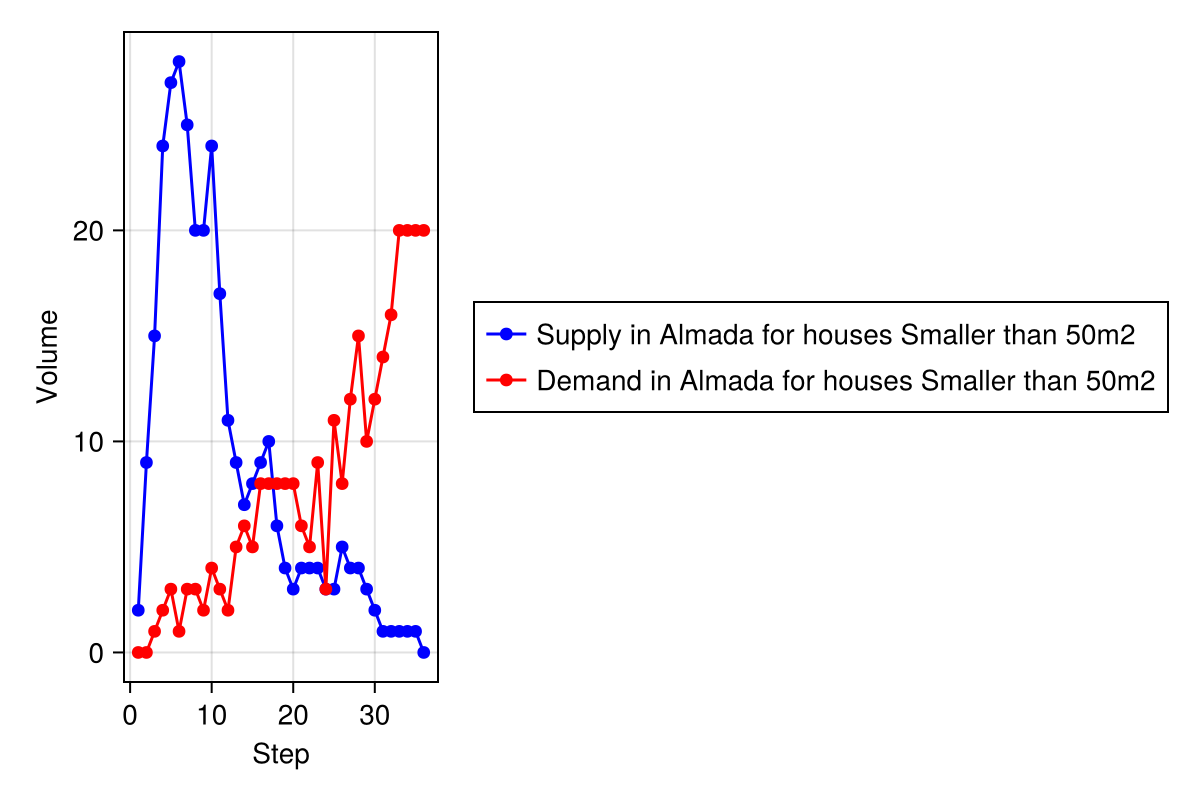 Volume
20
10
0
0 10 20 30
Step
Supply in Almada for houses Smaller than 50m2
Demand in Almada for houses Smaller than 50m2